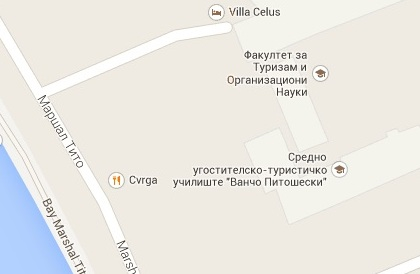 Villa Celus
Факултет за
Туризам и
Организациони
Науки
Маршал Тито
Средно
угостителско-туристичко
училиште "Ванчо Питошески"
Cvrga
Bay Marshal Tit
Marsh